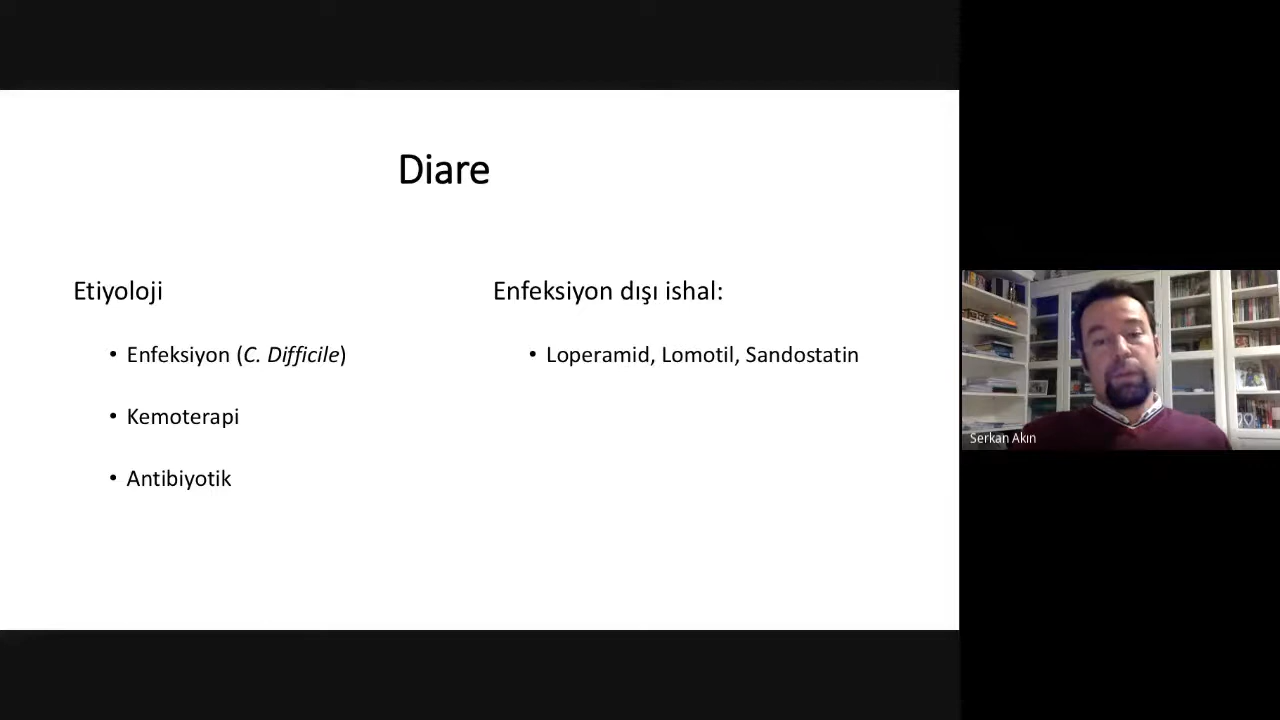 Diare
Etiyoloji
• Enfeksiyon (C. Difficile)
• Kemoterapi
• Antibiyotik
Enfeksiyon dışı ishal:
• Loperamid, Lomotil, Sandostatin
Serkan Akın